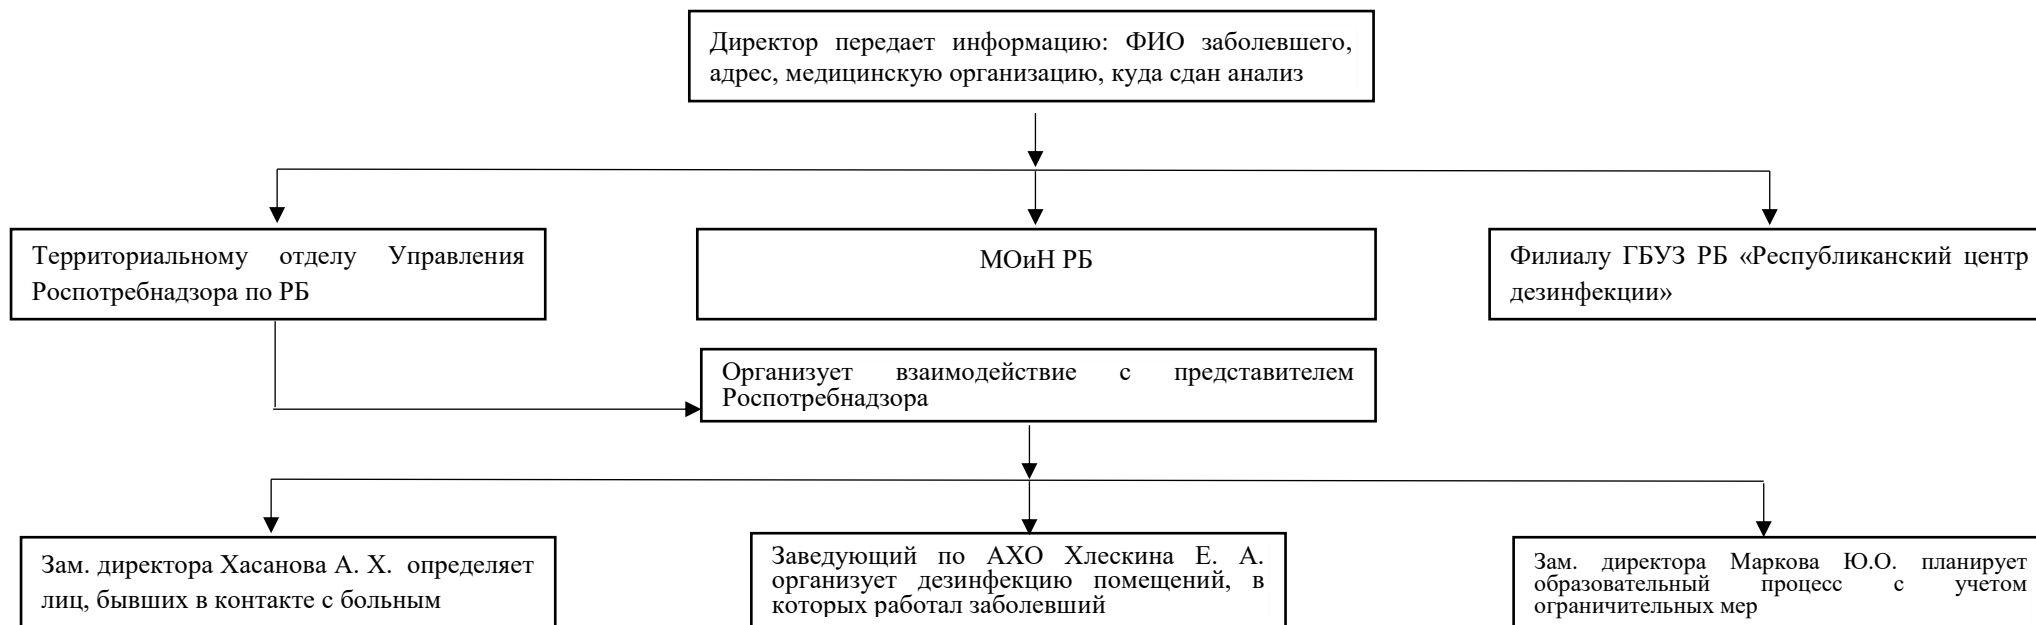 Директор передает информацию: ФИО заболевшего,
адрес, медицинскую организацию, куда сдан анализ
Территориальному отделу Управления
Роспотребнадзора по РБ
МОиН РБ
Филиалу ГБУЗ РБ «Республиканский центр
дезинфекции»
Организует взаимодействие с представителем
Роспотребнадзора
Зам. директора Хасанова А. Х. определяет
лиц, бывших в контакте с больным
Заведующий по АХО Хлескина Е. А.
организует дезинфекцию помещений, в
которых работал заболевший
Зам. директора Маркова Ю.О. планирует
образовательный процесс с учетом
ограничительных мер